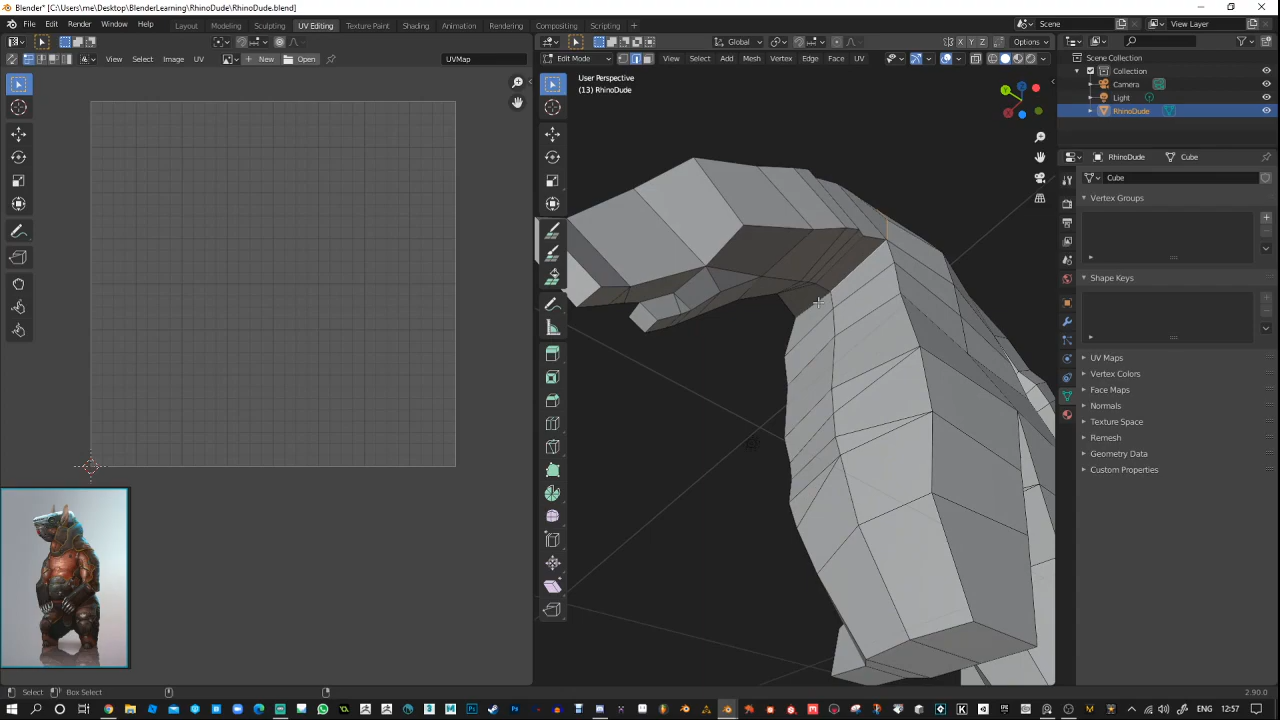 Blender* [C:\Users\me\Desktop\BlenderLearning\RhinoDude\RhinoDude.blend]
File Edit Render Window Help Layout Modeling Sculpting UV Editing Texture Paint Shading Animation Rendering Compositing Scripting Scene View Layer
Global Options
View Select Image UV New Open UVMap
Edit Mode View Select Add Mesh Vertex Edge Face UV
User Perspective
(13) RhinoDude
X Y Z
Y
Scene Collection
Collection
Camera
Light
RhinoDude
RhinoDude Cube
Cube
Vertex Groups
Shape Keys
UV Maps
Vertex Colors
Face Maps
Normals
Texture Space
Remesh
Geometry Data
Custom Properties
Select Box Select 2.90.0
12:57